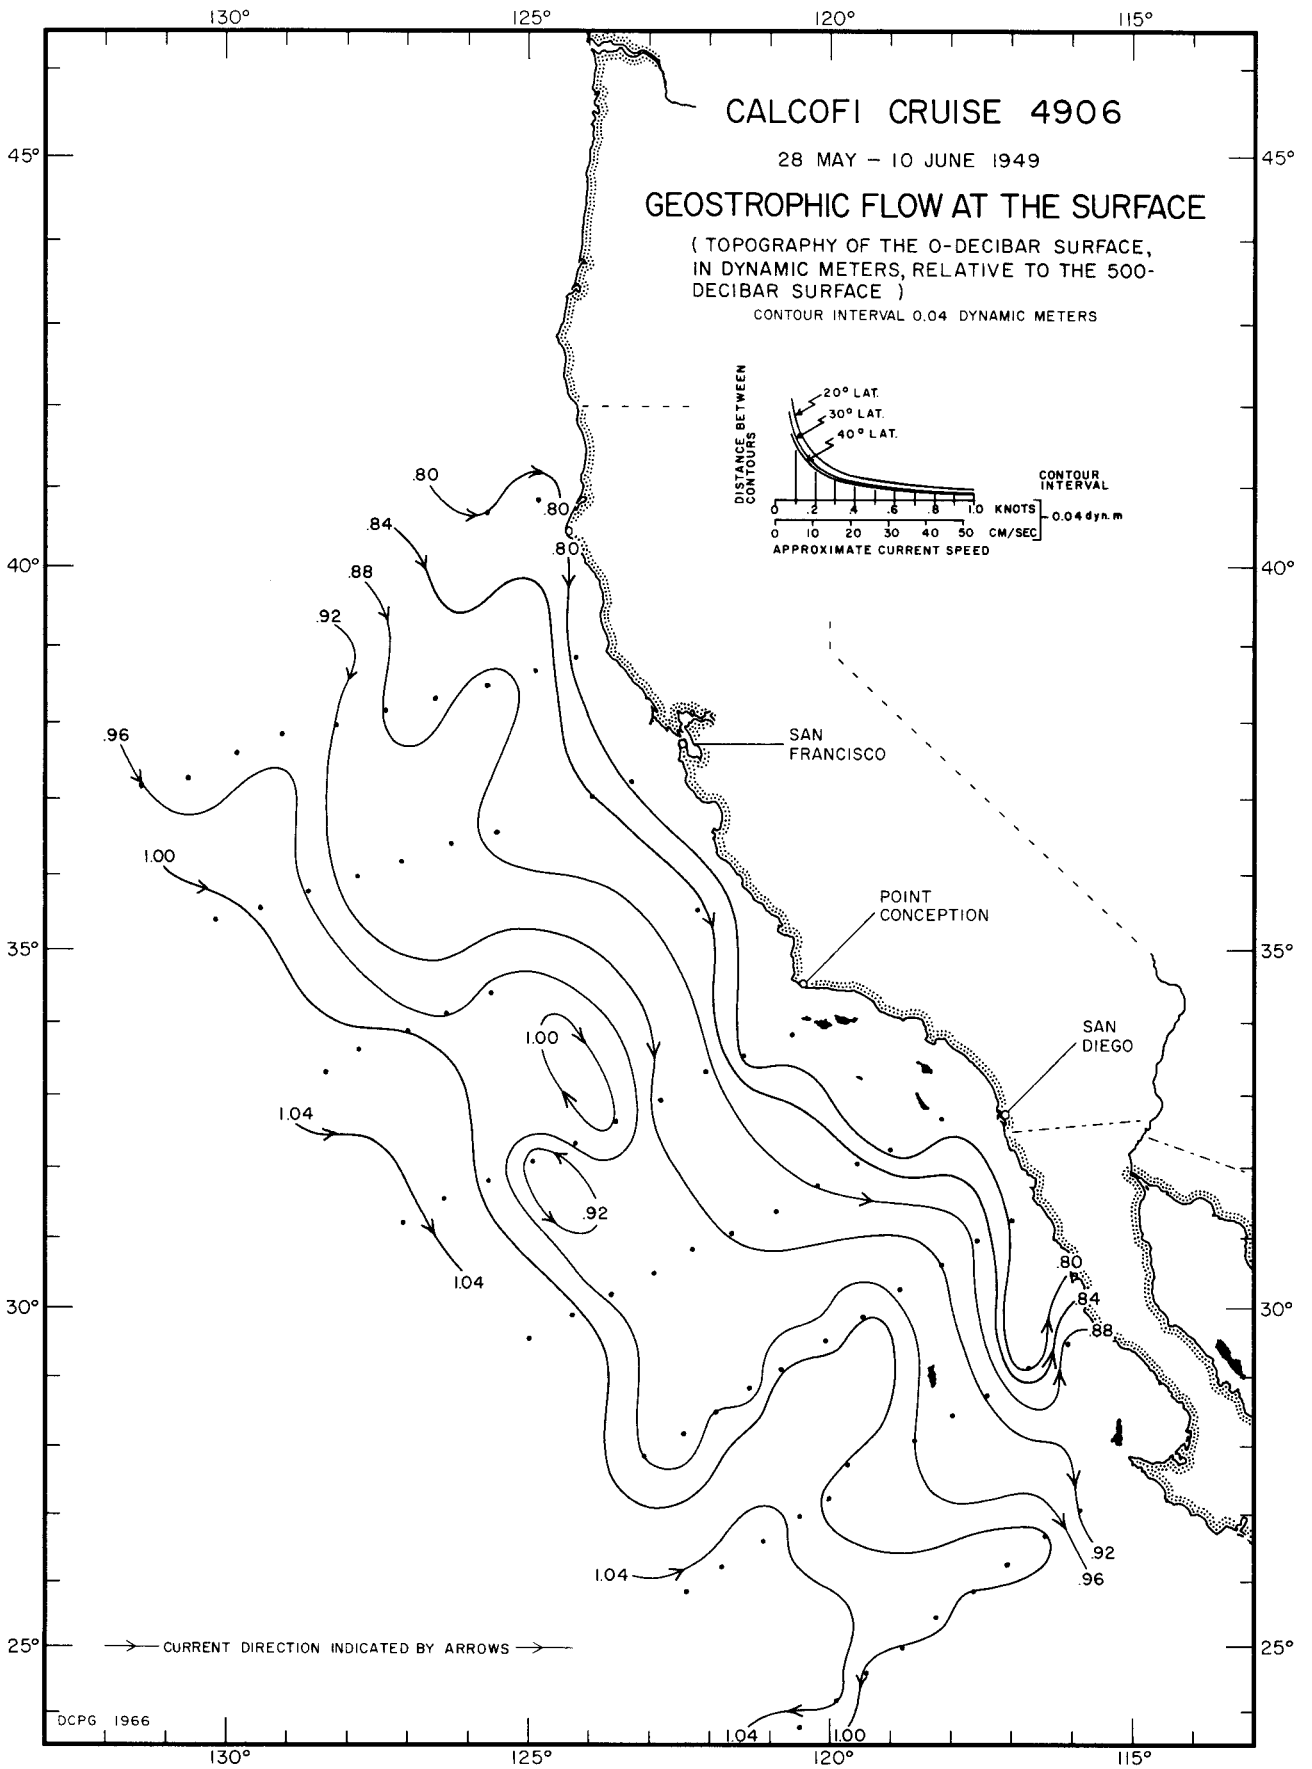 130°
125°
120°
115°
CALCOFI CRUISE 4906
45°
28 MAY – 10 JUNE 1949
45°
GEOSTROPHIC FLOW AT THE SURFACE
( TOPOGRAPHY OF THE 0-DECIBAR SURFACE,
IN DYNAMIC METERS, RELATIVE TO THE 500-
DECIBAR SURFACE )
CONTOUR INTERVAL 0.04 DYNAMIC METERS
DISTANCE BETWEEN
CONTOURS
20° LAT.
30° LAT.
40° LAT.
CONTOUR
INTERVAL
0 .2 .4 .6 .8 1.0 KNOTS
0.04 dyn. m
0 10 20 30 40 50 CM/SEC
APPROXIMATE CURRENT SPEED
.80
.80
.84
.80
40°
40°
.88
.92
.96
SAN
FRANCISCO
1.00
POINT
CONCEPTION
35°
35°
SAN
DIEGO
1.00
1.04
.92
.80
1.04
.84
30°
30°
.88
.92
1.04
.96
25°
CURRENT DIRECTION INDICATED BY ARROWS
25°
DCPG 1966
1.04
1.00
130°
125°
120°
115°